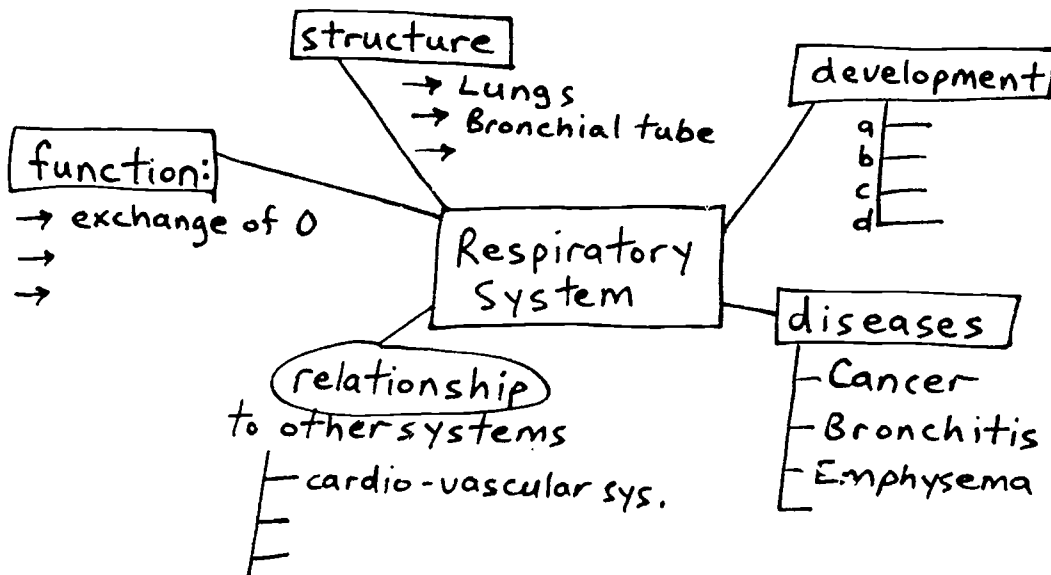 structure
→ Lungs
→ Bronchial tube
→
development
a
b
c
d
function:
→ exchange of O
→
→
Respiratory
System
diseases
Cancer
Bronchitis
Emphysema
relationship
to other systems
cardio-vascular sys.